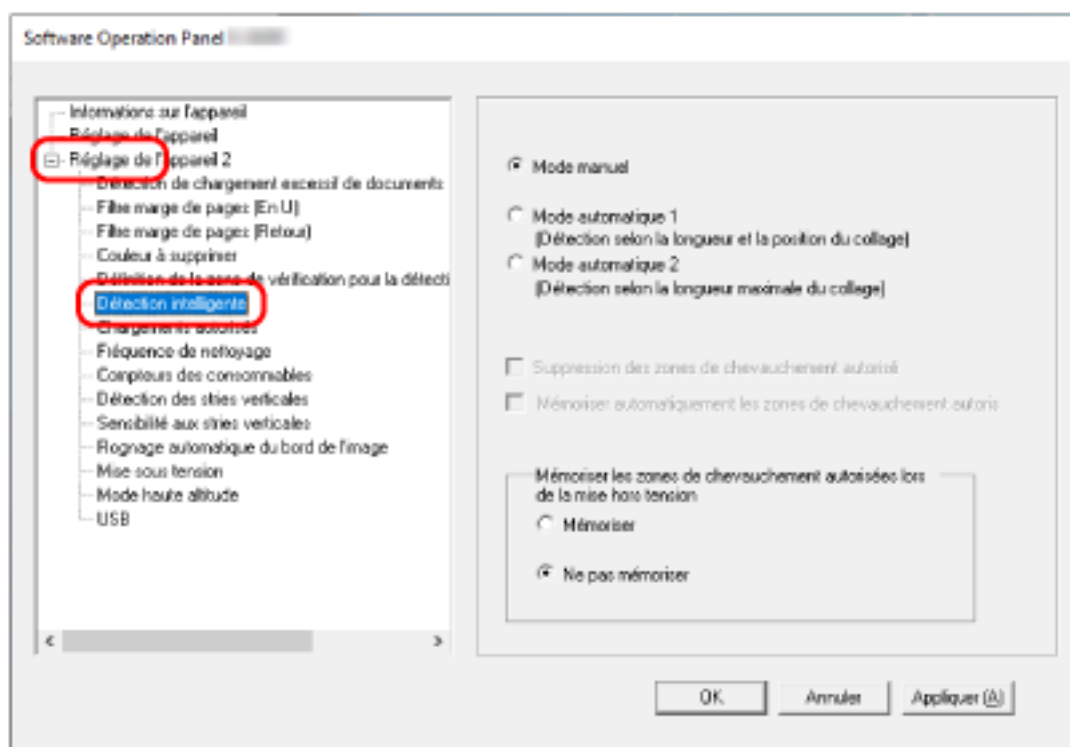 Software Operation Panel
Informations sur l'appareil
Réglage de l'appareil
Réglage de l'appareil 2
Détection de chargement excessif de documents
Filtre marge de pages (En U)
Filtre marge de pages (Retour)
Couleur à supprimer
Définition de la zone de vérification pour la détecti
Détection intelligente
Chargements autorisés
Fréquence de nettoyage
Compteurs des consommables
Détection des stries verticales
Sensibilité aux stries verticales
Rognage automatique du bord de l'image
Mise sous tension
Mode haute altitude
USB
Mode manuel
Mode automatique 1
(Détection selon la longueur et la position du collage)
Mode automatique 2
(Détection selon la longueur maximale du collage)
Suppression des zones de chevauchement autorisé
Mémoriser automatiquement les zones de chevauchement autoris
Mémoriser les zones de chevauchement autorisées lors
de la mise hors tension
Mémoriser
Ne pas mémoriser
OK
Annuler
Appliquer (A)